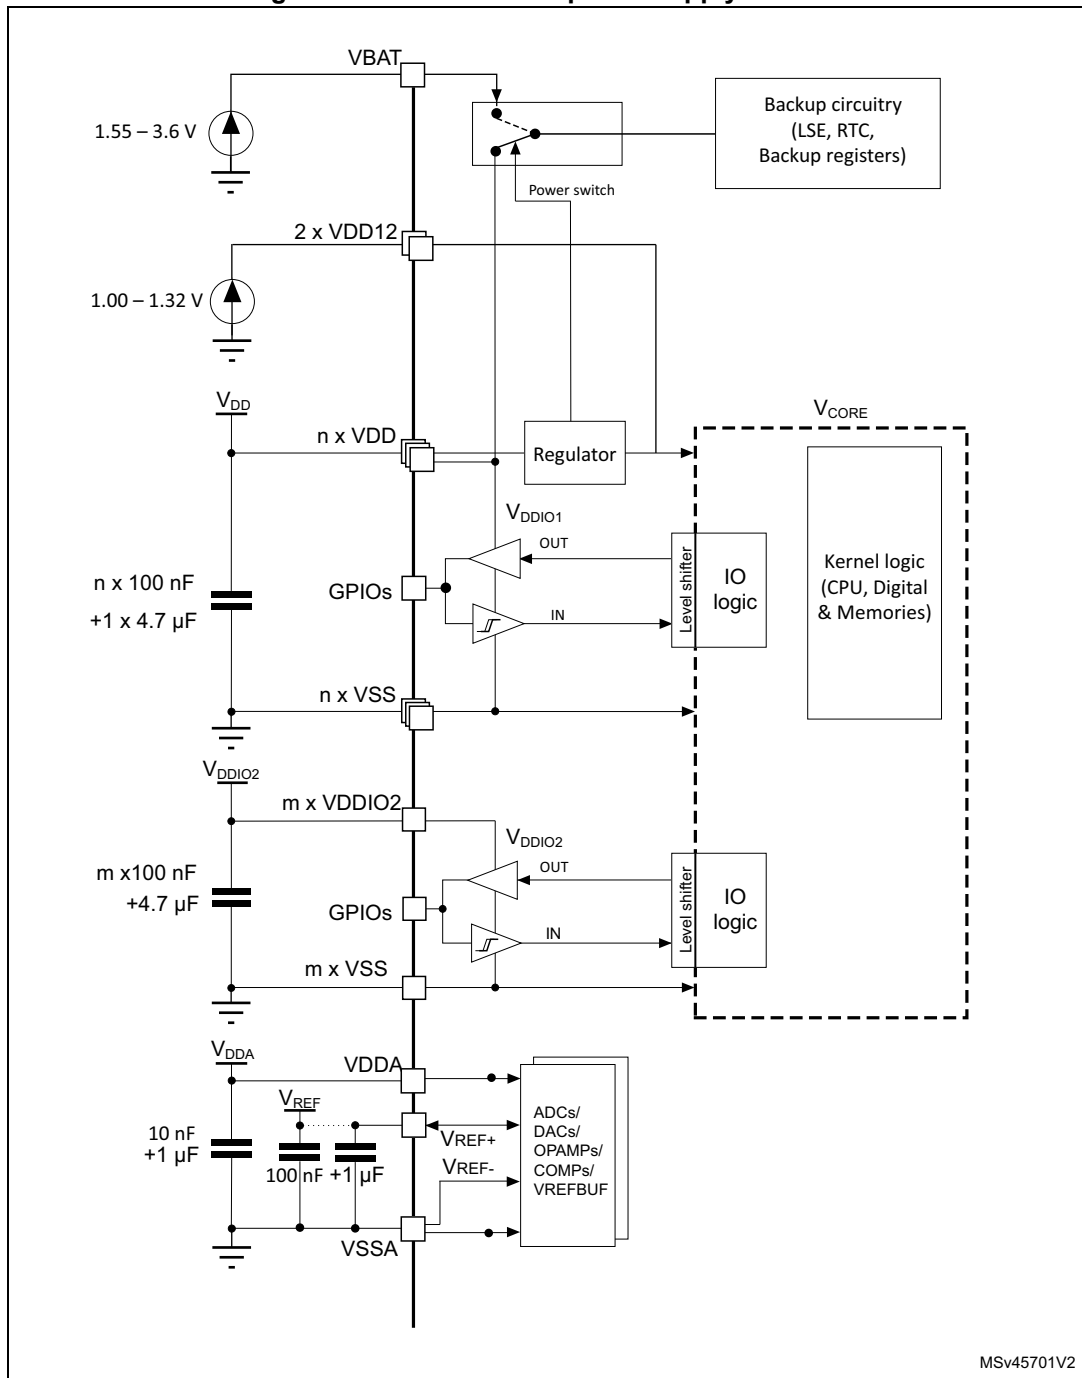 VBAT
1.55 – 3.6 V
Backup circuitry
(LSE, RTC,
Backup registers)
Power switch
2 x VDD12
1.00 – 1.32 V
VDD
n x VDD
Regulator
VCORE
VDDIO1
OUT
n x 100 nF
+1 x 4.7 µF
GPIOs
IN
Level shifter
IO
logic
Kernel logic
(CPU, Digital
& Memories)
n x VSS
VDDIO2
m x VDDIO2
VDDIO2
OUT
m x100 nF
+4.7 µF
GPIOs
IN
Level shifter
IO
logic
m x VSS
VDDA
VDDA
VREF
10 nF
+1 µF
100 nF +1 µF
VREF+
VREF-
ADCs/
DACs/
OPAMPs/
COMPs/
VREFBUF
VSSA
MSv45701V2